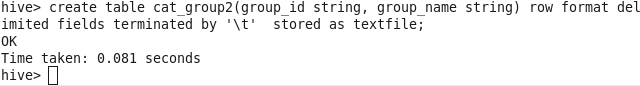 hive> create table cat_group2(group_id string, group_name string) row format del
imited fields terminated by '\t'  stored as textfile;
OK
Time taken: 0.081 seconds
hive>